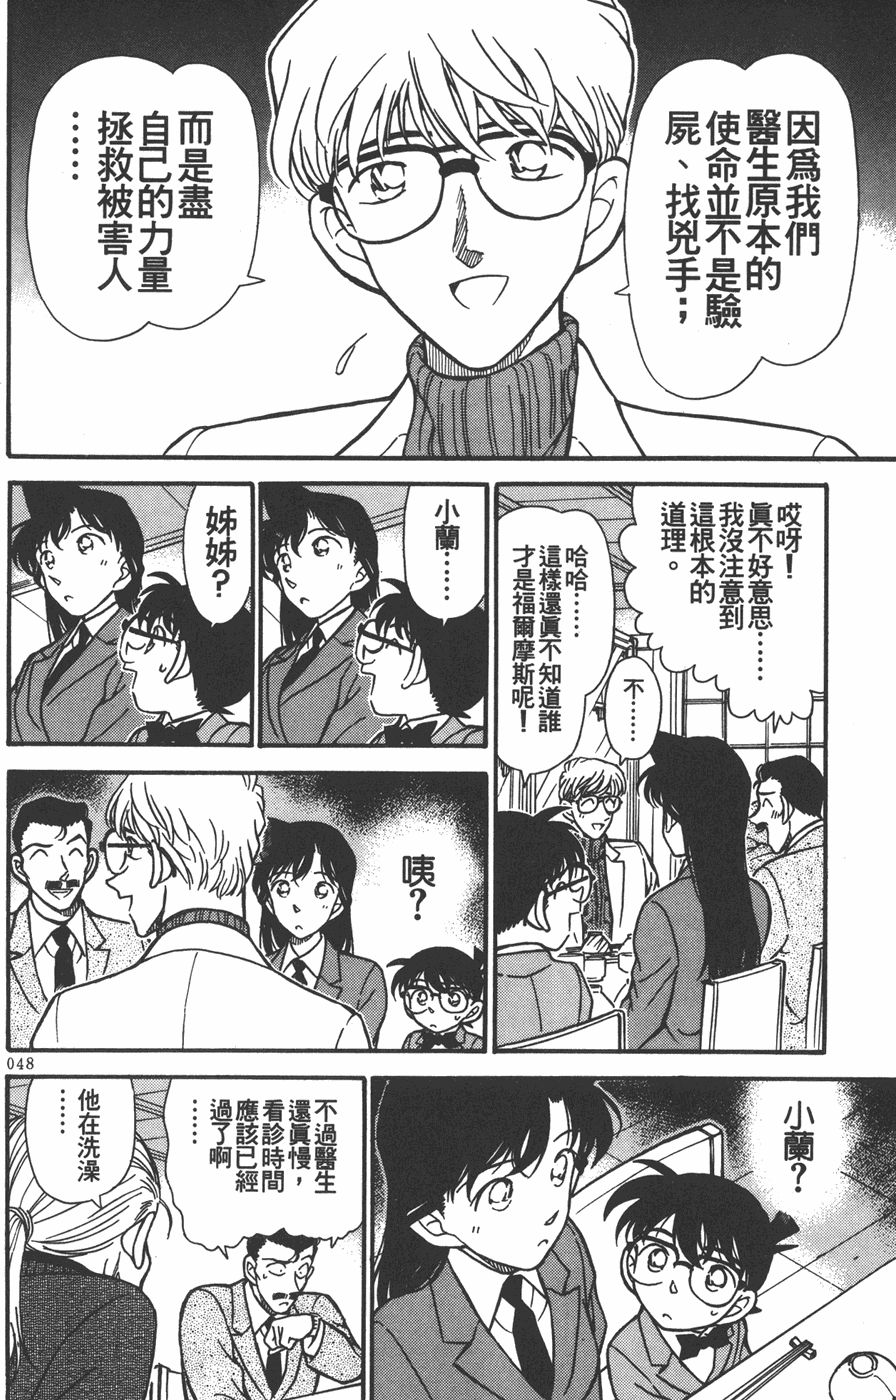 因爲我們
醫生原本的
使命並不是驗
屍、找兇手；
而是盡
自己的力量
拯救被害人
……
哎呀！
眞不好意思……
我沒注意到
這根本的
道理。
不……
哈哈……
這樣還眞不知道誰
才是福爾摩斯呢！
小蘭……
姊姊？
咦？
048
小蘭？
不過醫生
還眞慢，
看診時間
應該已經
過了啊
……
他在洗澡
……